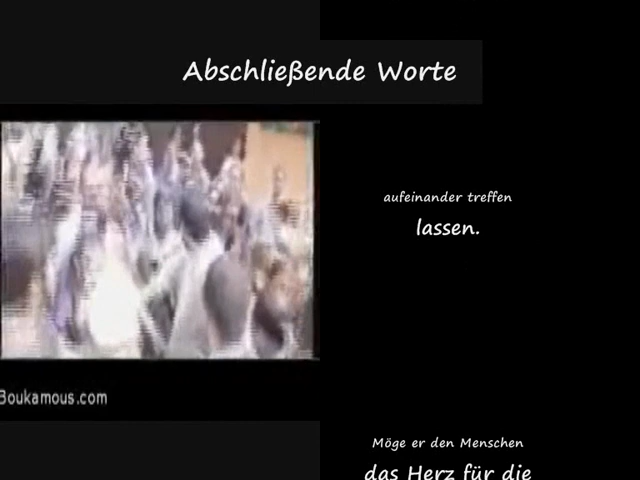 Abschließende Worte
aufeinander treffen
lassen.
Boukamous.com
Möge er den Menschen
das Herz für die